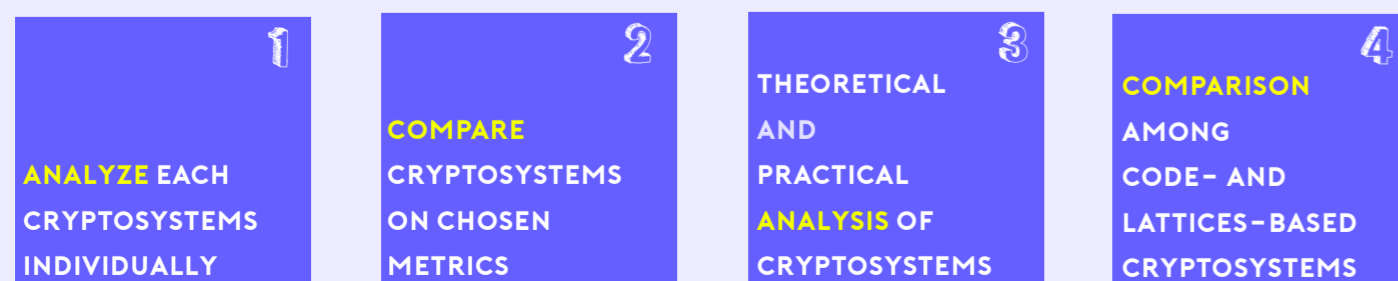 1
ANALYZE EACH
CRYPTOSYSTEMS
INDIVIDUALLY
2
COMPARE
CRYPTOSYSTEMS
ON CHOSEN
METRICS
3
THEORETICAL
AND
PRACTICAL
ANALYSIS OF
CRYPTOSYSTEMS
4
COMPARISON
AMONG
CODE- AND
LATTICES-BASED
CRYPTOSYSTEMS